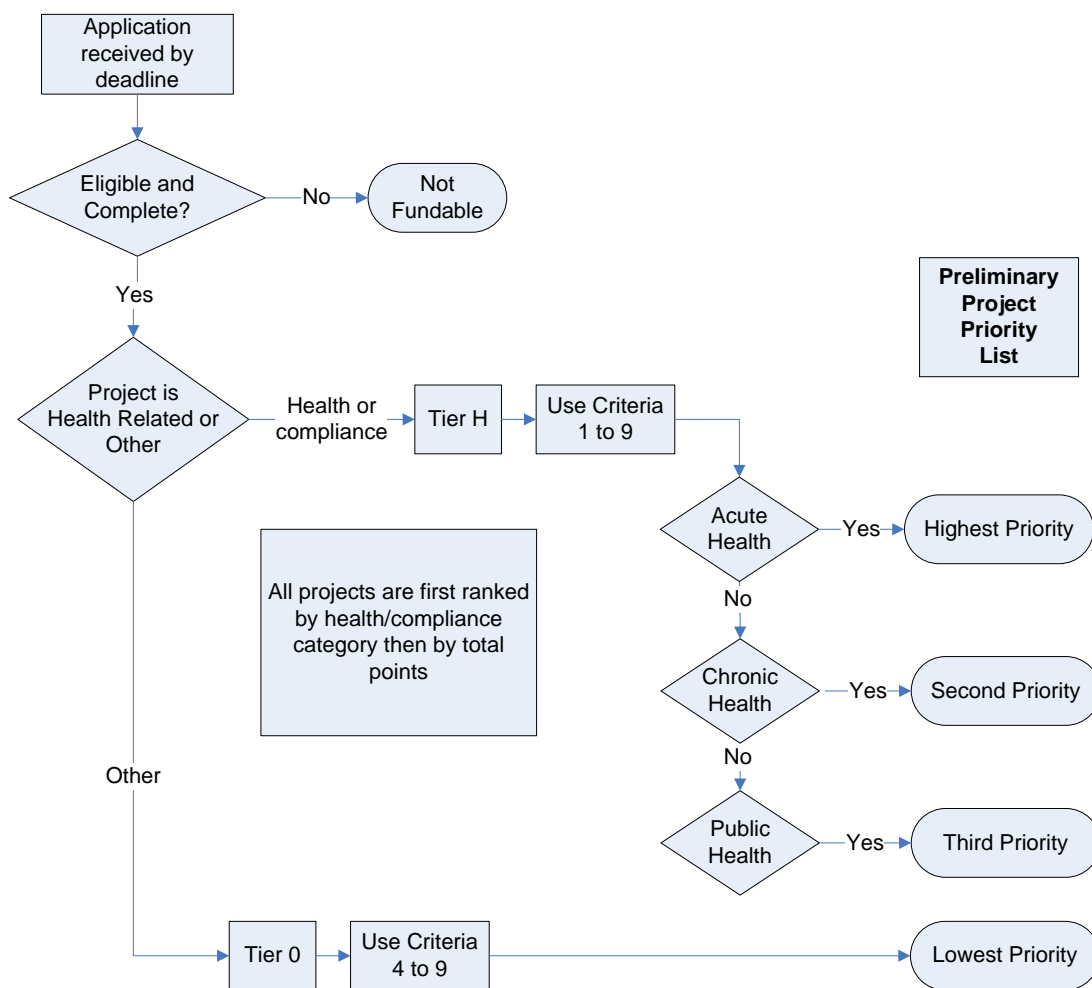 Application
received by
deadline
Eligible and
Complete?
No
Not
Fundable
Yes
Preliminary
Project
Priority
List
Project is
Health Related or
Other
Health or
compliance
Tier H
Use Criteria
1 to 9
Acute
Health
Yes
Highest Priority
No
All projects are first ranked
by health/compliance
category then by total
points
Chronic
Health
Yes
Second Priority
No
Other
Public
Health
Yes
Third Priority
Tier 0
Use Criteria
4 to 9
Lowest Priority